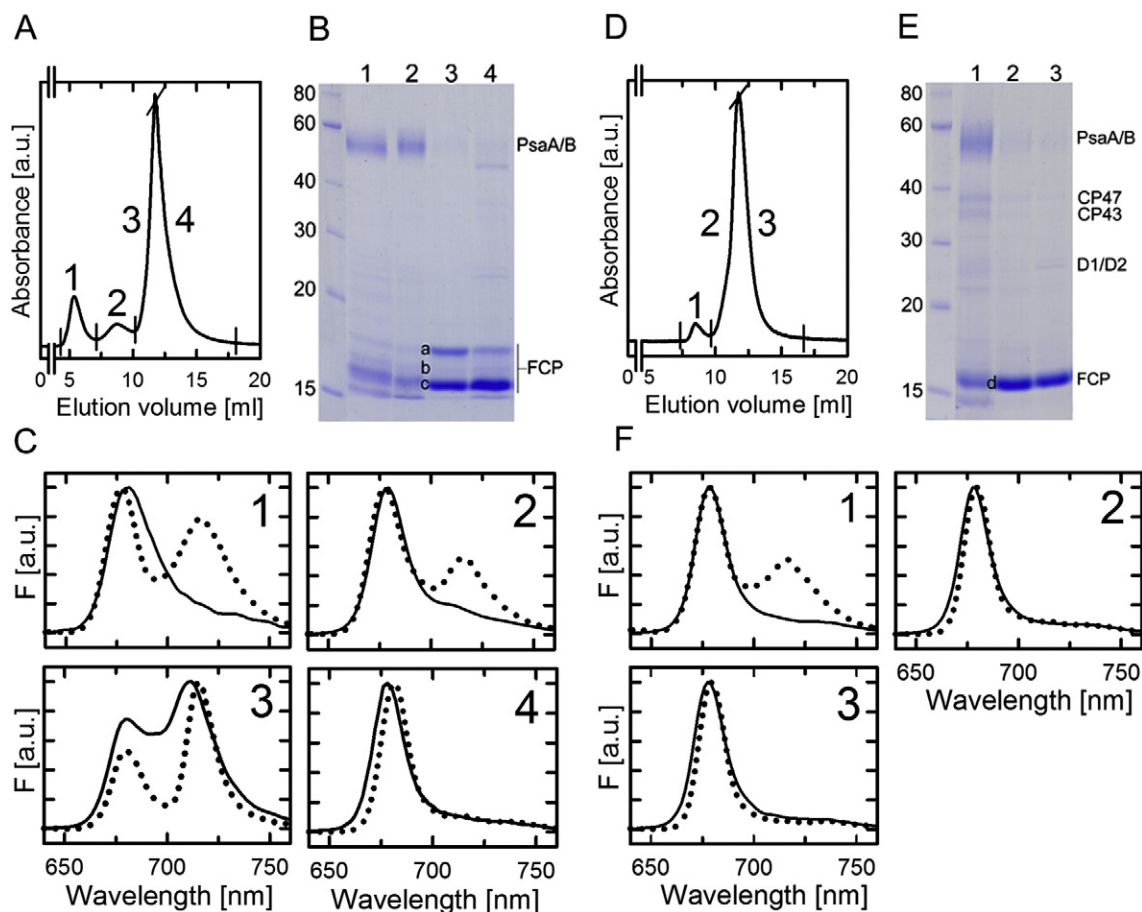 A
B
D
E
1
2
3
4
Absorbance [a.u.]
0 5 10 15 20
Elution volume [ml]
1 2 3 4
80
60
40
30
20
15
PsaA/B
a
b
c
FCP
1
2
3
Absorbance [a.u.]
0 5 10 15 20
Elution volume [ml]
1 2 3
80
60
40
30
20
15
PsaA/B
CP47
CP43
D1/D2
d
FCP
C
F
1
2
F [a.u.]
3
4
F [a.u.]
650 700 750
Wavelength [nm]
650 700 750
Wavelength [nm]
1
F [a.u.]
2
650 700 750
Wavelength [nm]
3
F [a.u.]
650 700 750
Wavelength [nm]